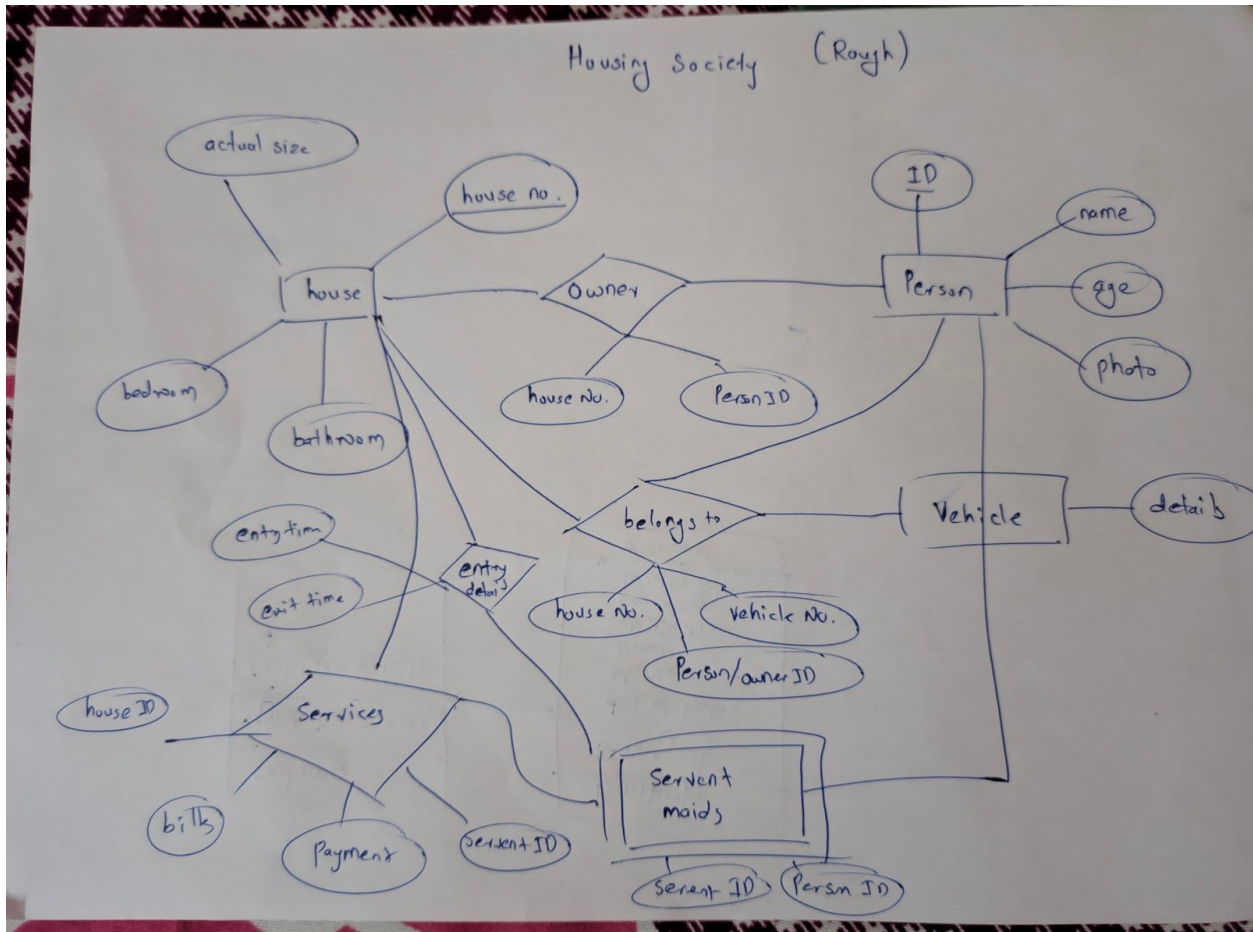 Housing Society (Rough)
actual size
house no.
ID
name
house
owner
Person
age
bedroom
bathroom
house No.
Person ID
photo
belongs to
Vehicle
details
entry time
entry
details
exit time
house No.
vehicle No.
Person/owner ID
house ID
Services
Servent
maids
bills
Payment
servent ID
servent ID
Person ID